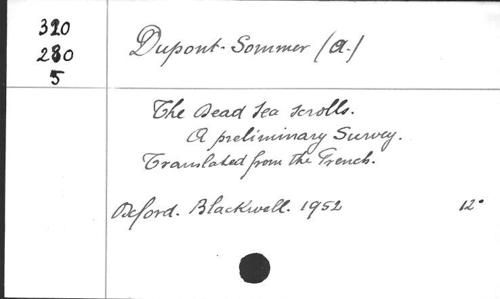 320
280
5
Dupont-Sommer (A.)
The Dead Sea Scrolls.
A preliminary Survey.
Translated from the French.
Oxford. Blackwell. 1952 12°